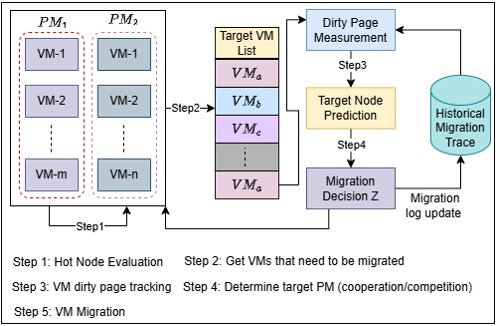 PM₁
PM₂
VM-1
VM-2
VM-m
VM-1
VM-2
VM-n
Step1
Step2
Target VM
List
VMₐ
VM_b
VM_c
VMₐ
Dirty Page
Measurement
Step3
Target Node
Prediction
Step4
Migration
Decision Z
Historical
Migration
Trace
Migration
log update
Step 1: Hot Node Evaluation
Step 2: Get VMs that need to be migrated
Step 3: VM dirty page tracking
Step 4: Determine target PM (cooperation/competition)
Step 5: VM Migration